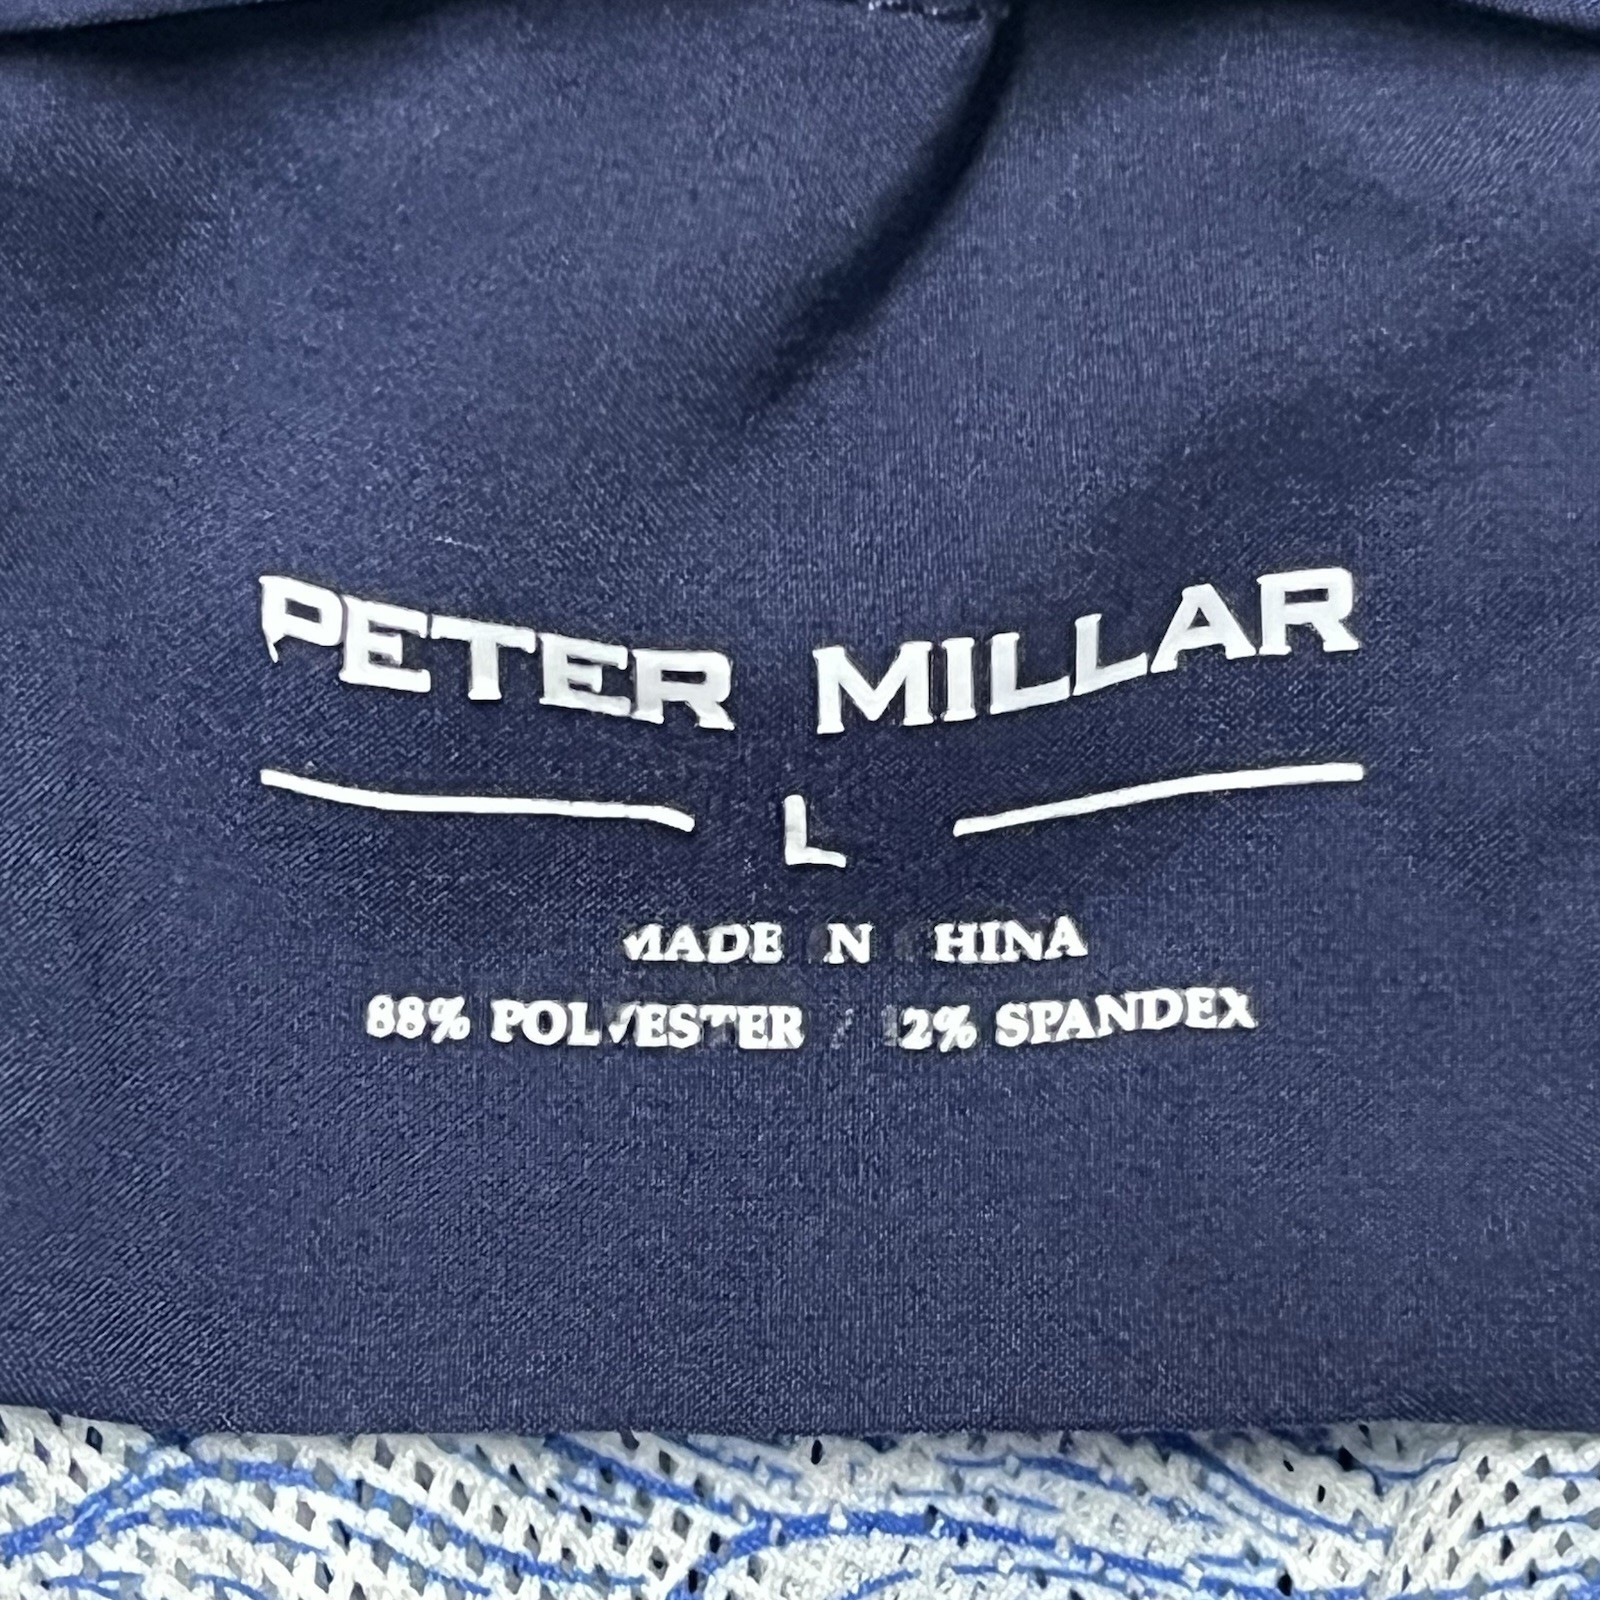 PETER MILLAR
L
MADE IN CHINA
88% POLYESTER / 12% SPANDEX